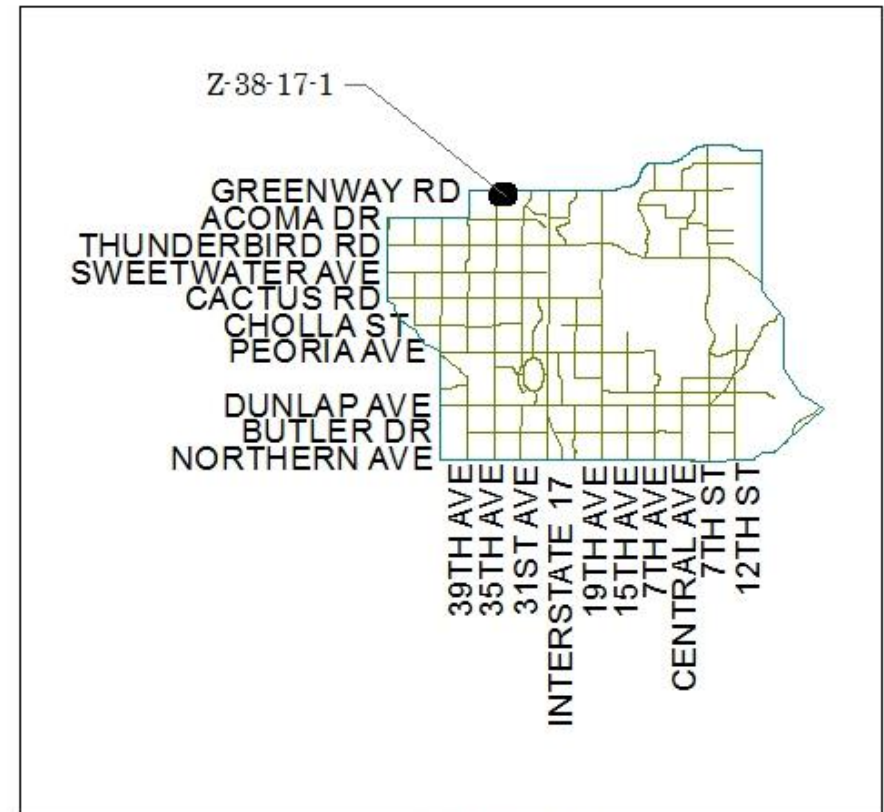 Z-38-17-1
GREENWAY RD
ACOMA DR
THUNDERBIRD RD
SWEETWATER AVE
CACTUS RD
CHOLLA ST
PEORIA AVE
DUNLAP AVE
BUTLER DR
NORTHERN AVE
39TH AVE
35TH AVE
31ST AVE
INTERSTATE 17
19TH AVE
15TH AVE
7TH AVE
CENTRAL AVE
7TH ST
12TH ST